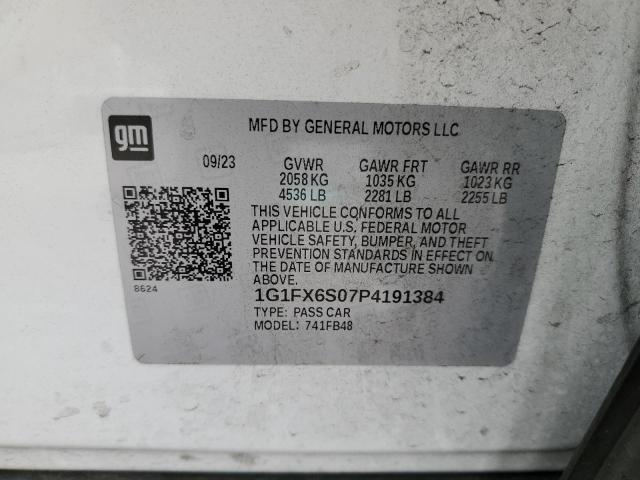 gm
MFD BY GENERAL MOTORS LLC
09/23 GVWR GAWR FRT GAWR RR
2058 KG 1035 KG 1023 KG
4536 LB 2281 LB 2255 LB
THIS VEHICLE CONFORMS TO ALL
APPLICABLE U.S. FEDERAL MOTOR
VEHICLE SAFETY, BUMPER, AND THEFT
PREVENTION STANDARDS IN EFFECT ON
THE DATE OF MANUFACTURE SHOWN
ABOVE.
8624
1G1FX6S07P4191384
TYPE: PASS CAR
MODEL: 741FB48